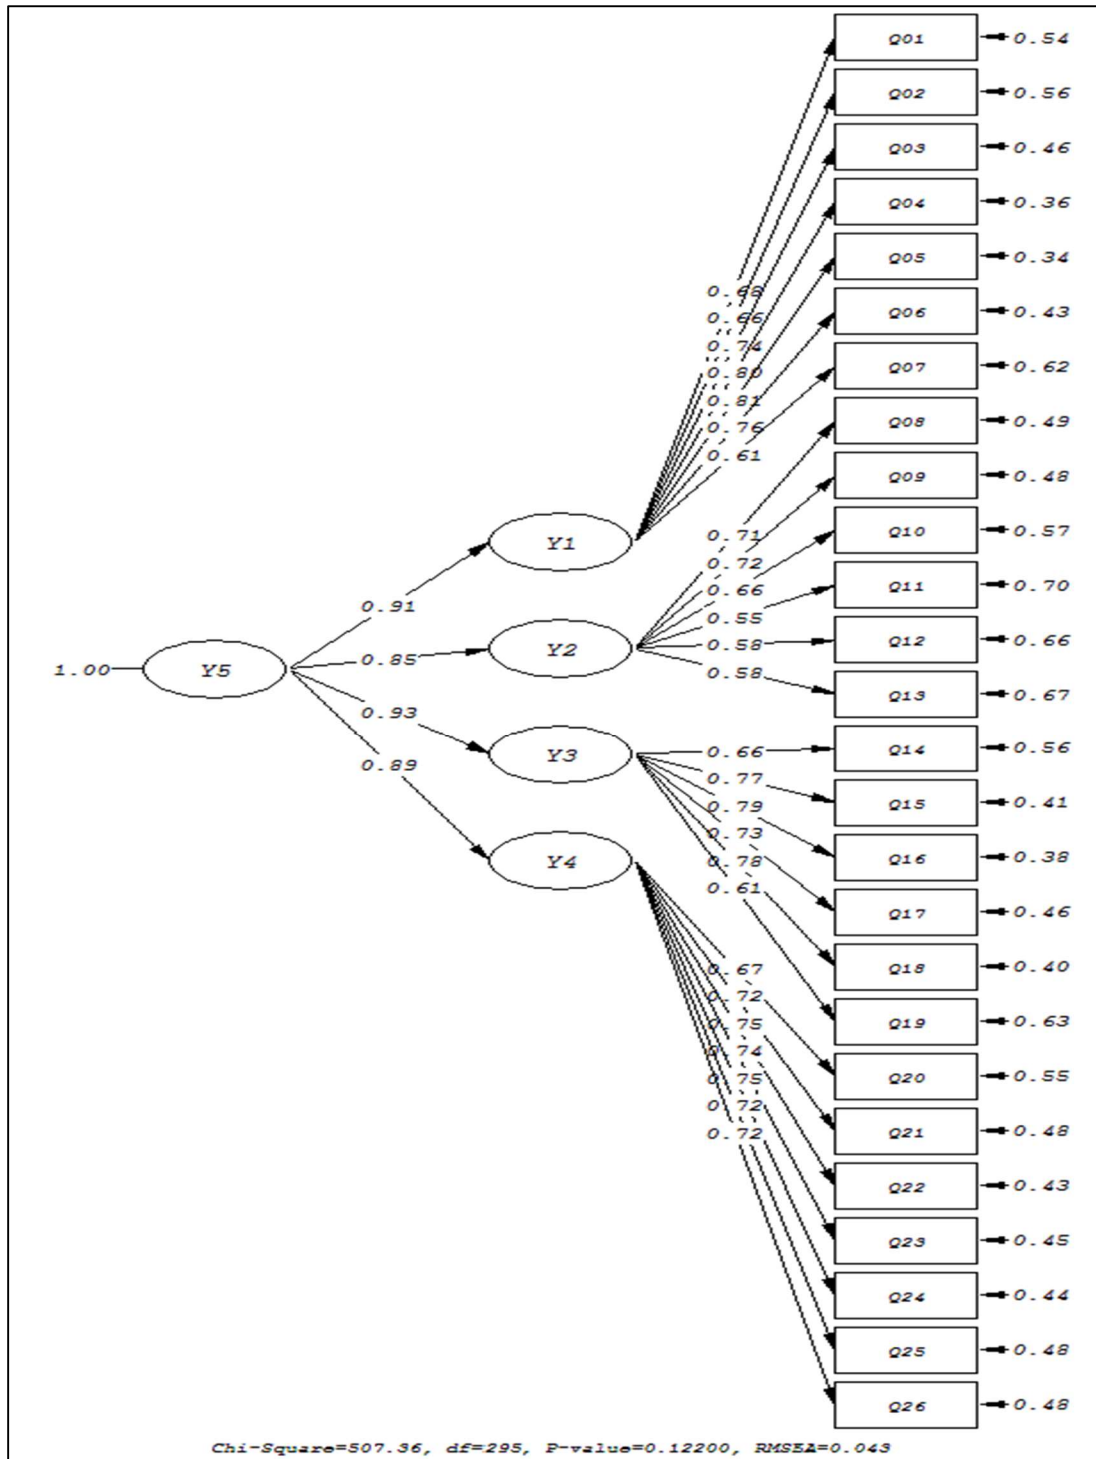 Q01 0.54
Q02 0.56
Q03 0.46
Q04 0.36
Q05 0.34
0.68
Q06 0.43
0.66
0.74
Q07 0.62
0.80
0.81
Q08 0.49
0.76
0.61
Q09 0.48
Q10 0.57
0.71
Y1
0.72
Q11 0.70
0.66
0.91
0.55
Q12 0.66
0.58
Y2
0.85
1.00 Y5
0.58
Q13 0.67
0.93
Q14 0.56
0.66
Y3
0.89
0.77
Q15 0.41
0.79
0.73
Q16 0.38
Y4
0.78
0.61
Q17 0.46
Q18 0.40
0.67
0.72
Q19 0.63
0.75
0.74
Q20 0.55
0.75
0.72
Q21 0.48
0.72
Q22 0.43
Q23 0.45
Q24 0.44
Q25 0.48
Q26 0.48
Chi-Square=507.36, df=295, P-value=0.12200, RMSEA=0.043